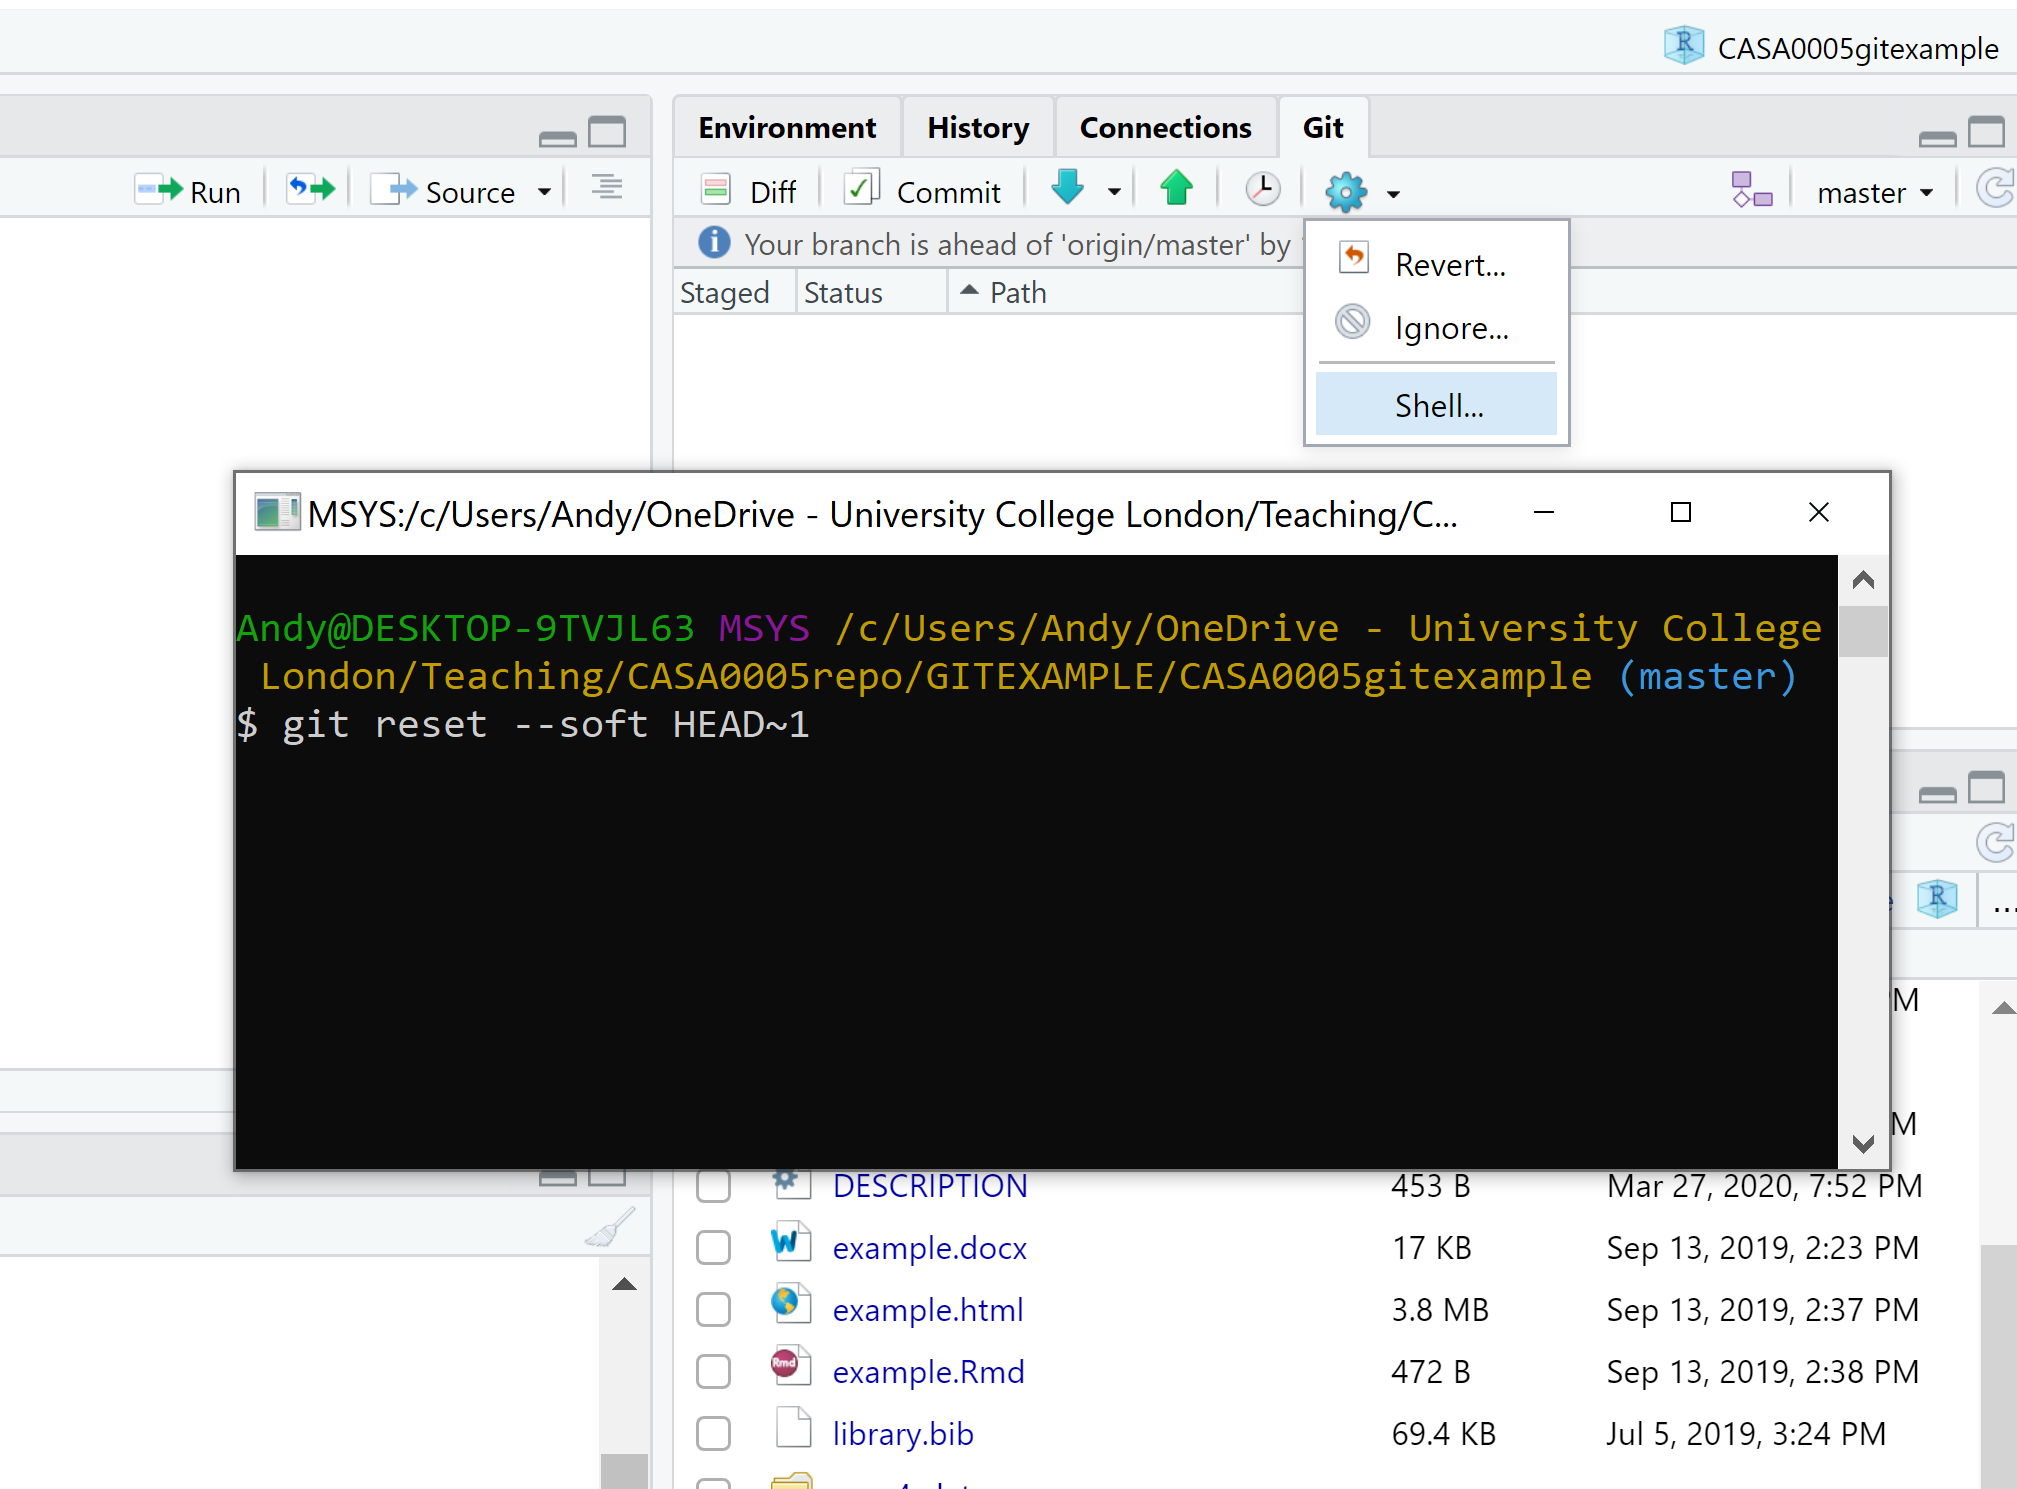 CASA0005gitexample
Environment History Connections Git
Run Source Diff Commit master
Your branch is ahead of 'origin/master' by
Staged Status Path
Revert...
Ignore...
Shell...
MSYS:/c/Users/Andy/OneDrive - University College London/Teaching/C...
Andy@DESKTOP-9TVJL63 MSYS /c/Users/Andy/OneDrive - University College
London/Teaching/CASA0005repo/GITEXAMPLE/CASA0005gitexample (master)
$ git reset --soft HEAD~1
R ...
DESCRIPTION 453 B Mar 27, 2020, 7:52 PM
example.docx 17 KB Sep 13, 2019, 2:23 PM
example.html 3.8 MB Sep 13, 2019, 2:37 PM
example.Rmd 472 B Sep 13, 2019, 2:38 PM
library.bib 69.4 KB Jul 5, 2019, 3:24 PM